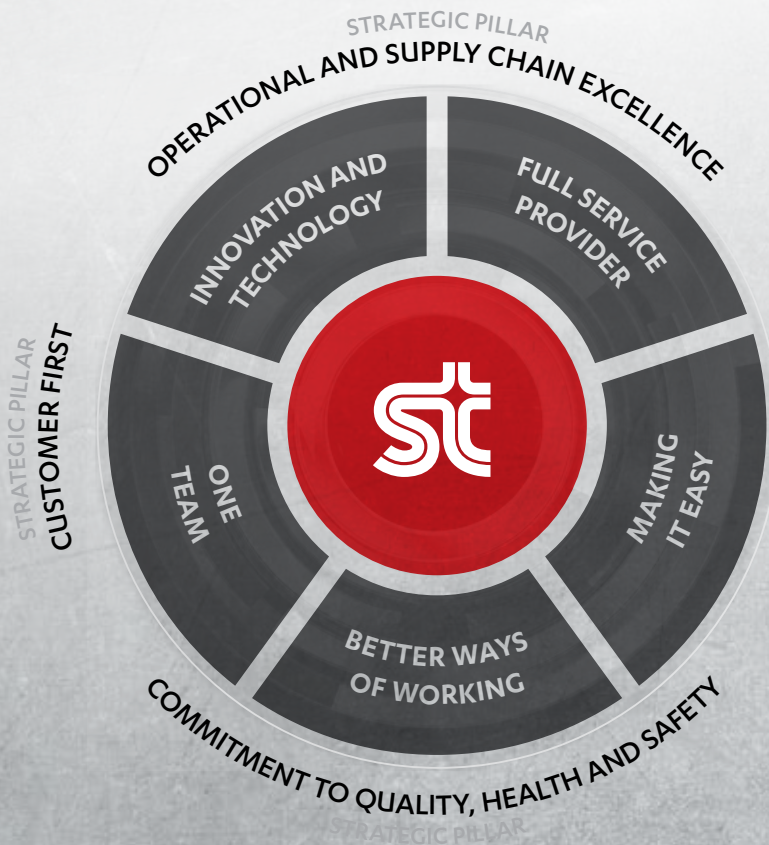 STRATEGIC PILLAR
OPERATIONAL AND SUPPLY CHAIN EXCELLENCE
INNOVATION AND
TECHNOLOGY
FULL SERVICE
PROVIDER
STRATEGIC PILLAR
CUSTOMER FIRST
st
ONE
TEAM
MAKING
IT EASY
BETTER WAYS
OF WORKING
COMMITMENT TO QUALITY, HEALTH AND SAFETY
STRATEGIC PILLAR